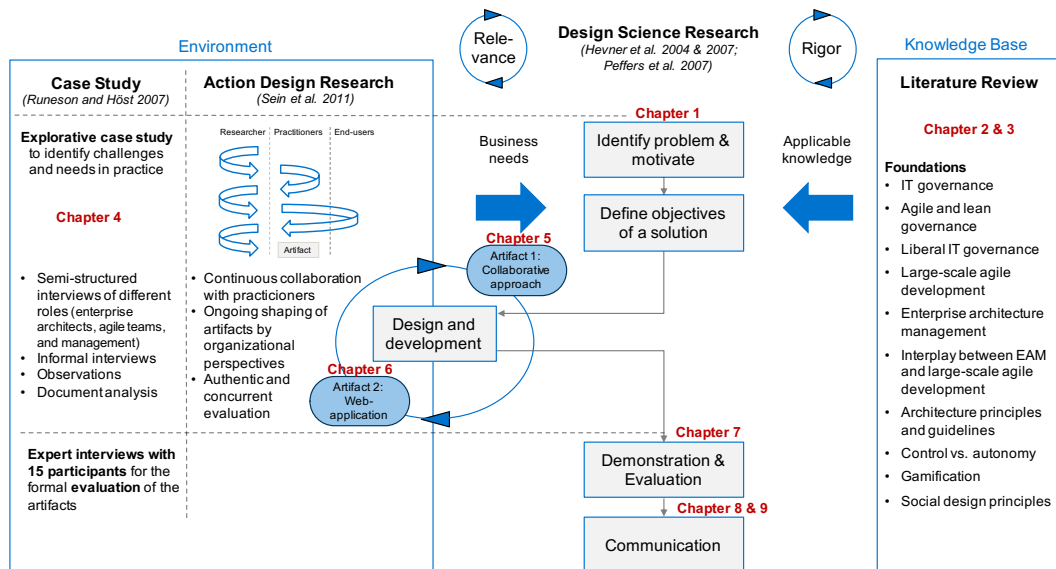 Environment
Case Study
(Runeson and Höst 2007)
Explorative case study
to identify challenges
and needs in practice
Chapter 4
• Semi-structured
interviews of different
roles (enterprise
architects, agile teams,
and management)
• Informal interviews
• Observations
• Document analysis
Expert interviews with
15 participants for the
formal evaluation of the
artifacts
Action Design Research
(Sein et al. 2011)
Researcher
Practitioners
End-users
Artifact
• Continuous collaboration
with practicioners
• Ongoing shaping of
artifacts by
organizational
perspectives
• Authentic and
concurrent
evaluation
Rele-
vance
Design Science Research
(Hevner et al. 2004 & 2007;
Peffers et al. 2007)
Rigor
Business
needs
Chapter 1
Identify problem &
motivate
Define objectives
of a solution
Applicable
knowledge
Chapter 5
Artifact 1:
Collaborative
approach
Design and
development
Chapter 6
Artifact 2:
Web-
application
Chapter 7
Demonstration &
Evaluation
Chapter 8 & 9
Communication
Knowledge Base
Literature Review
Chapter 2 & 3
Foundations
• IT governance
• Agile and lean
governance
• Liberal IT governance
• Large-scale agile
development
• Enterprise architecture
management
• Interplay between EAM
and large-scale agile
development
• Architecture principles
and guidelines
• Control vs. autonomy
• Gamification
• Social design principles